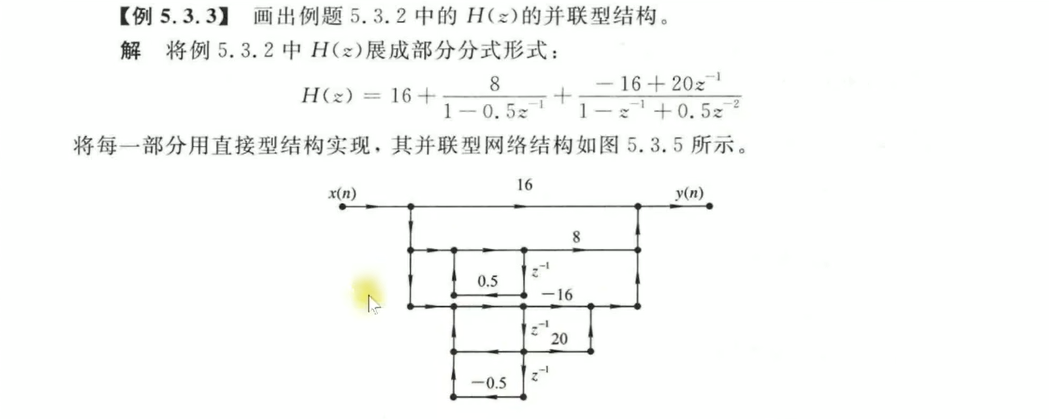 【例 5.3.3】 画出例题 5.3.2 中的 H(z)的并联型结构。
解 将例 5.3.2 中 H(z)展成部分分式形式：
H(z) = 16 + 8/(1－0.5z⁻¹) + (－16＋20z⁻¹)/(1－z⁻¹＋0.5z⁻²)
将每一部分用直接型结构实现，其并联型网络结构如图 5.3.5 所示。
x(n) 16 y(n)
8
0.5 z⁻¹
－16
z⁻¹ 20
－0.5 z⁻¹